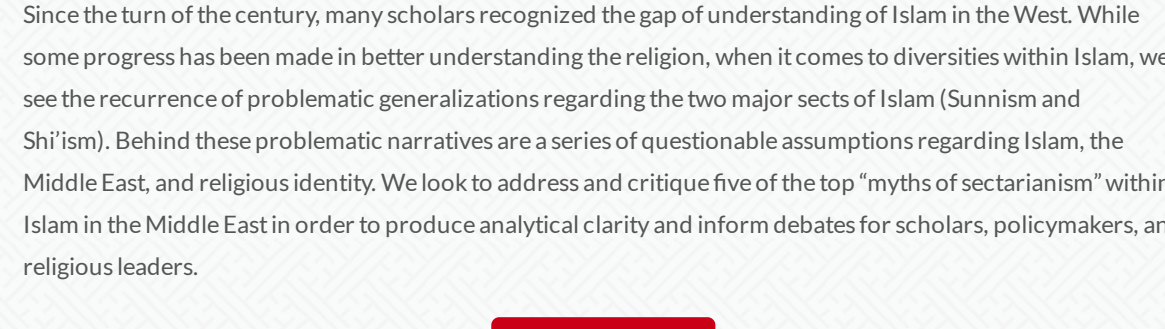 Since the turn of the century, many scholars recognized the gap of understanding of Islam in the West. While
some progress has been made in better understanding the religion, when it comes to diversities within Islam, we
see the recurrence of problematic generalizations regarding the two major sects of Islam (Sunnism and
Shi’ism). Behind these problematic narratives are a series of questionable assumptions regarding Islam, the
Middle East, and religious identity. We look to address and critique five of the top “myths of sectarianism” within
Islam in the Middle East in order to produce analytical clarity and inform debates for scholars, policymakers, an
religious leaders.